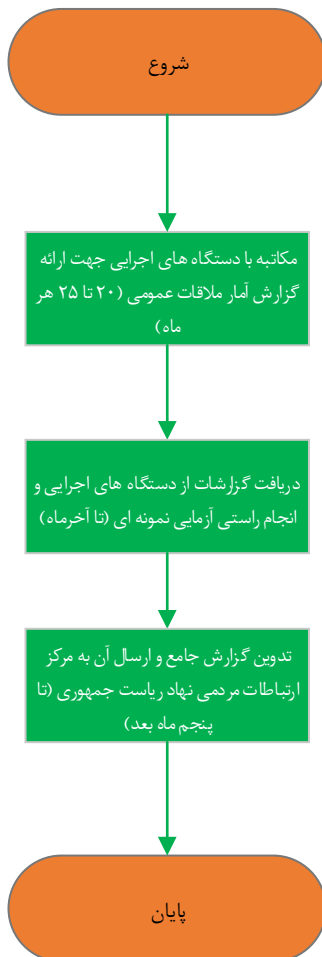 شروع
مکاتبه با دستگاه های اجرایی جهت ارائه
گزارش آمار ملاقات عمومی (۲۰ تا ۲۵ هر
ماه)
دریافت گزارشات از دستگاه های اجرایی و
انجام راستی آزمایی نمونه ای (تا آخرماه)
تدوین گزارش جامع و ارسال آن به مرکز
ارتباطات مردمی نهاد ریاست جمهوری (تا
پنجم ماه بعد)
پایان